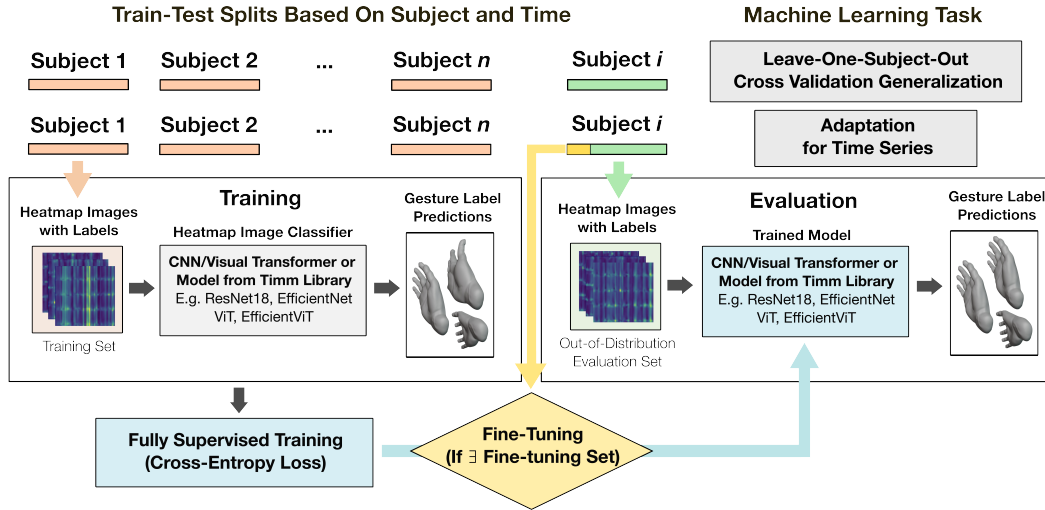 Train-Test Splits Based On Subject and Time
Machine Learning Task
Subject 1
Subject 2
...
Subject n
Subject i
Leave-One-Subject-Out
Cross Validation Generalization
Subject 1
Subject 2
...
Subject n
Subject i
Adaptation
for Time Series
Training
Heatmap Images
with Labels
Heatmap Image Classifier
CNN/Visual Transformer or
Model from Timm Library
E.g. ResNet18, EfficientNet
ViT, EfficientViT
Gesture Label
Predictions
Training Set
Evaluation
Heatmap Images
with Labels
Trained Model
CNN/Visual Transformer or
Model from Timm Library
E.g. ResNet18, EfficientNet
ViT, EfficientViT
Gesture Label
Predictions
Out-of-Distribution
Evaluation Set
Fully Supervised Training
(Cross-Entropy Loss)
Fine-Tuning
(If ∃ Fine-tuning Set)